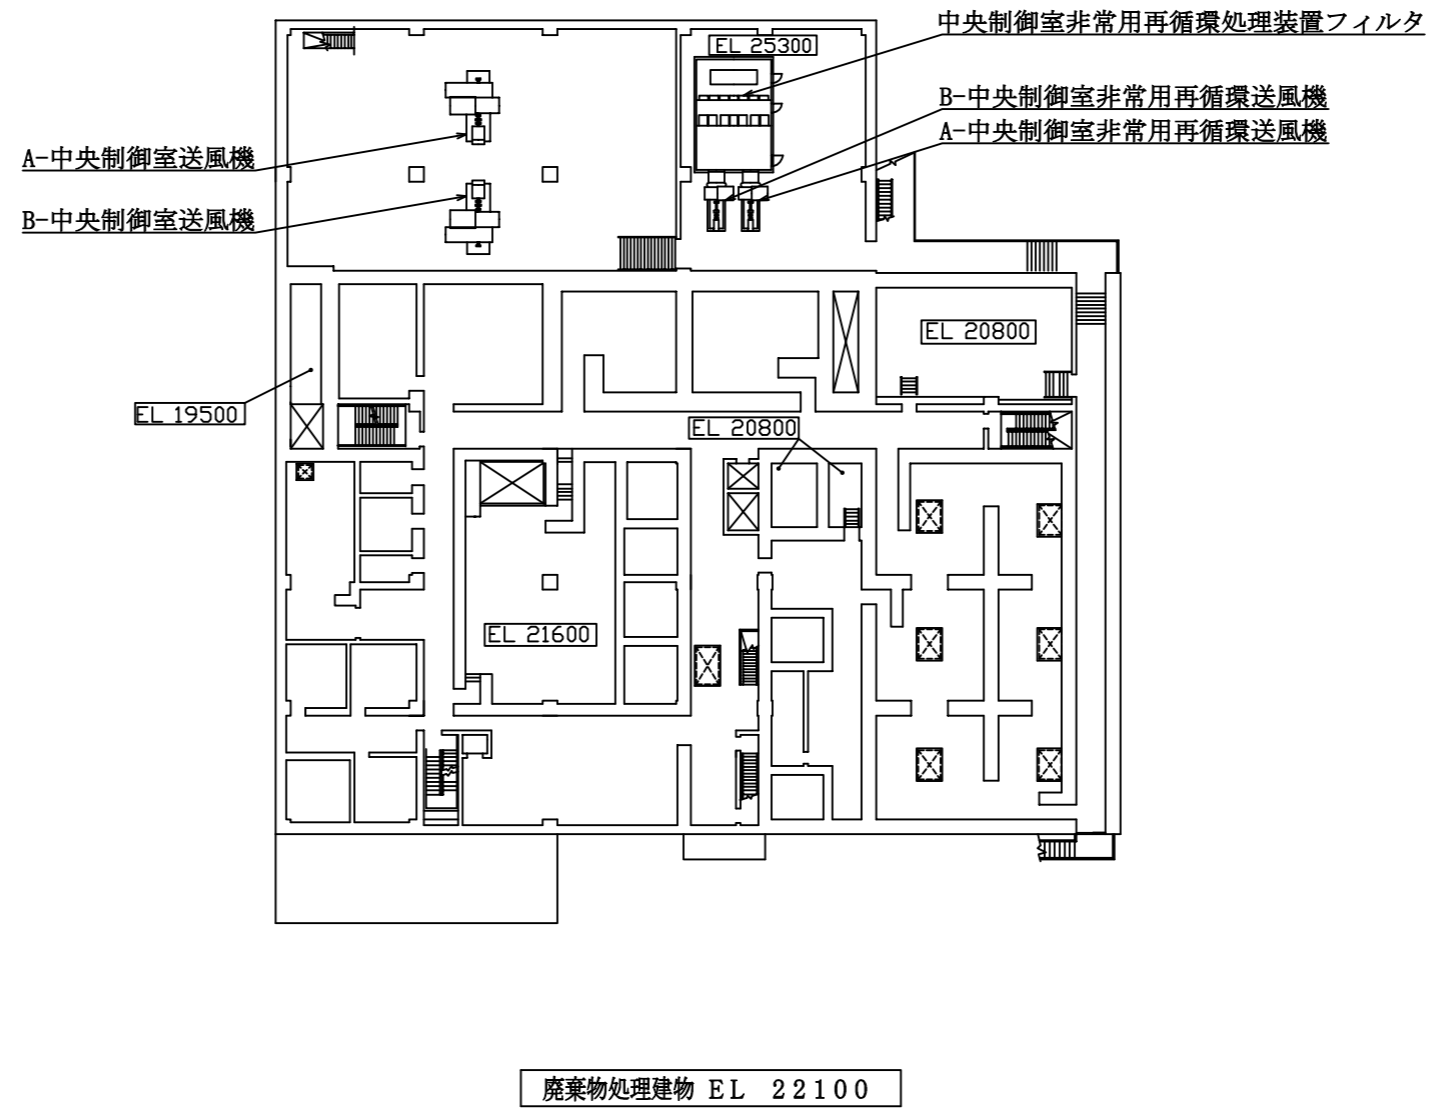 中央制御室非常用再循環処理装置フィルタ
EL 25300
B-中央制御室非常用再循環送風機
A-中央制御室非常用再循環送風機
A-中央制御室送風機
B-中央制御室送風機
EL 20800
EL 19500
EL 20800
EL 21600
廃棄物処理建物 EL 22100